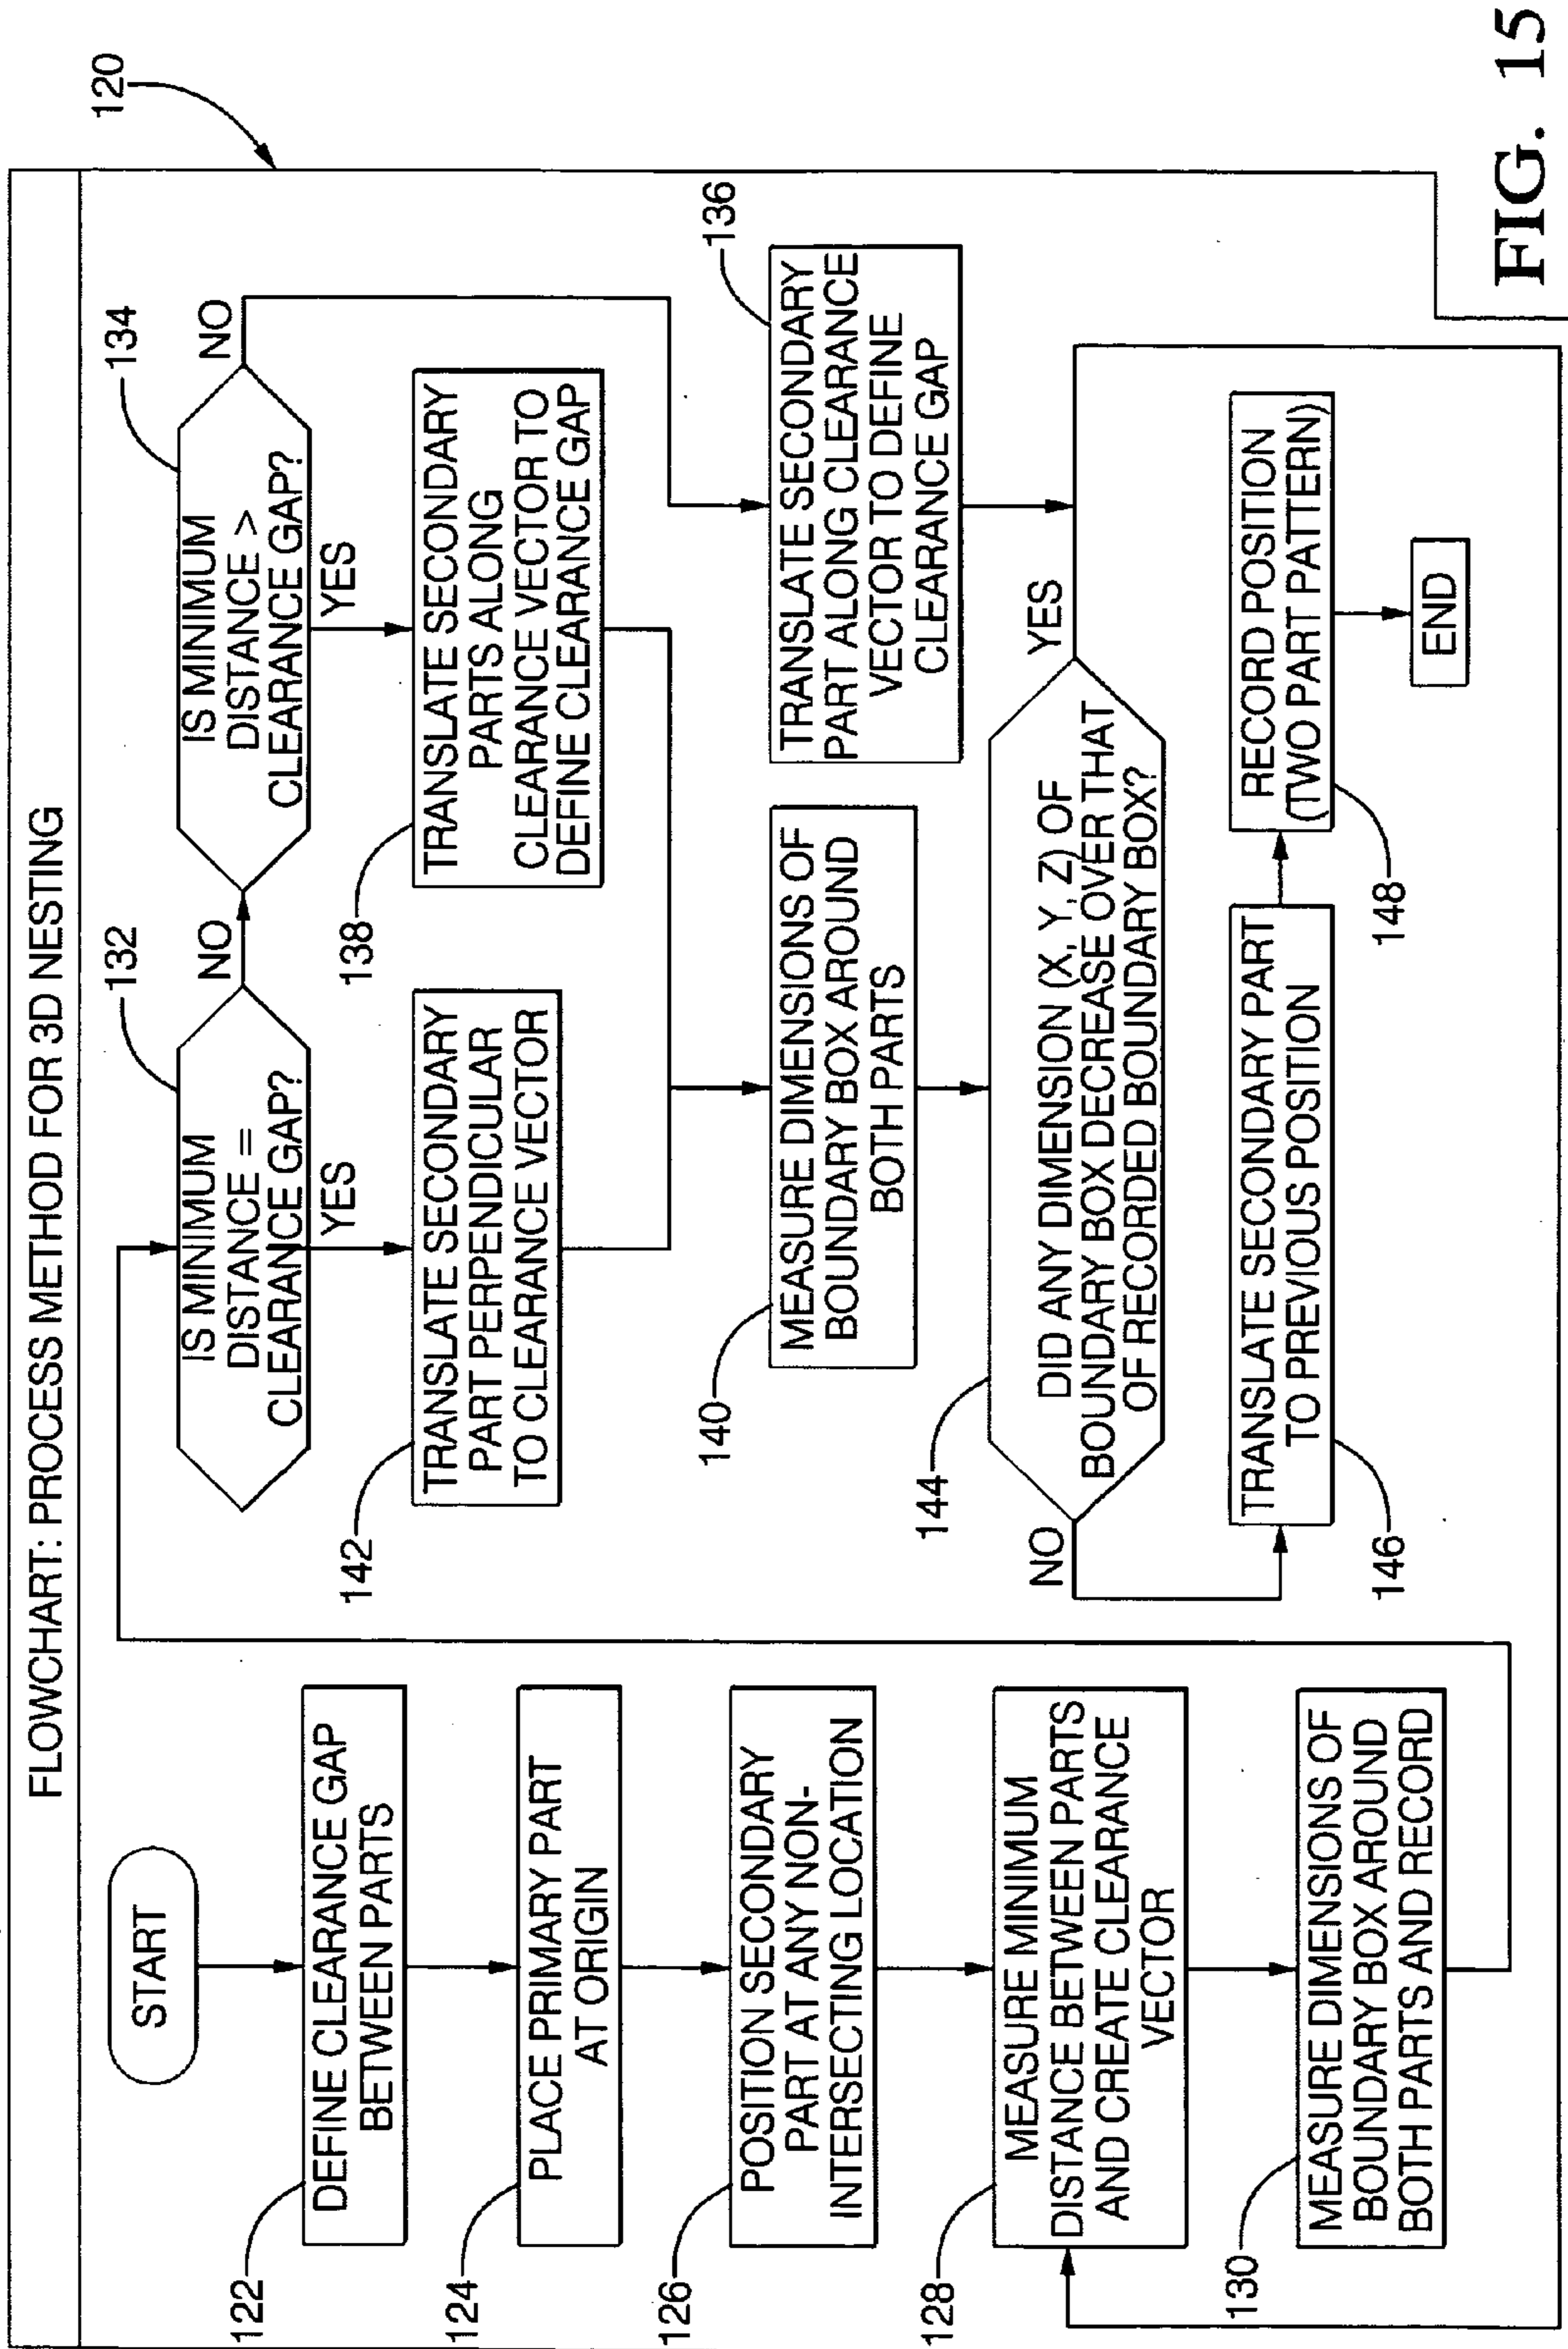 FLOWCHART: PROCESS METHOD FOR 3D NESTING
120
START
122
DEFINE CLEARANCE GAP
BETWEEN PARTS
124
PLACE PRIMARY PART
AT ORIGIN
126
POSITION SECONDARY
PART AT ANY NON-
INTERSECTING LOCATION
128
MEASURE MINIMUM
DISTANCE BETWEEN PARTS
AND CREATE CLEARANCE
VECTOR
130
MEASURE DIMENSIONS OF
BOUNDARY BOX AROUND
BOTH PARTS AND RECORD
132
IS MINIMUM
DISTANCE =
CLEARANCE GAP?
NO
YES
134
IS MINIMUM
DISTANCE >
CLEARANCE GAP?
NO
YES
142
TRANSLATE SECONDARY
PART PERPENDICULAR
TO CLEARANCE VECTOR
138
TRANSLATE SECONDARY
PARTS ALONG
CLEARANCE VECTOR TO
DEFINE CLEARANCE GAP
136
TRANSLATE SECONDARY
PART ALONG CLEARANCE
VECTOR TO DEFINE
CLEARANCE GAP
140
MEASURE DIMENSIONS OF
BOUNDARY BOX AROUND
BOTH PARTS
144
DID ANY DIMENSION (X, Y, Z) OF
BOUNDARY BOX DECREASE OVER THAT
OF RECORDED BOUNDARY BOX?
NO
YES
146
TRANSLATE SECONDARY PART
TO PREVIOUS POSITION
148
RECORD POSITION
(TWO PART PATTERN)
END
FIG. 15